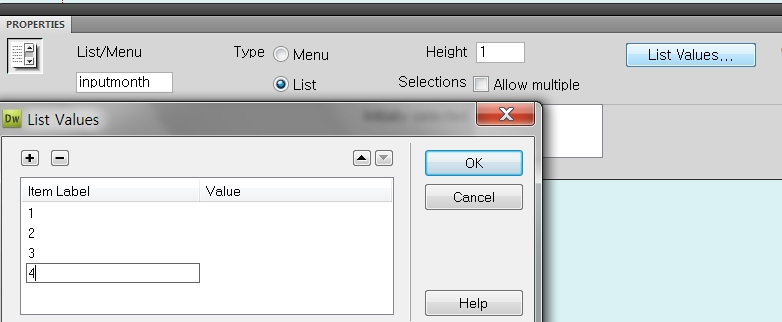 PROPERTIES
List/Menu Type Menu Height 1 List Values...
inputmonth List Selections Allow multiple
Dw List Values
OK
Item Label Value Cancel
1
2
3
4
Help